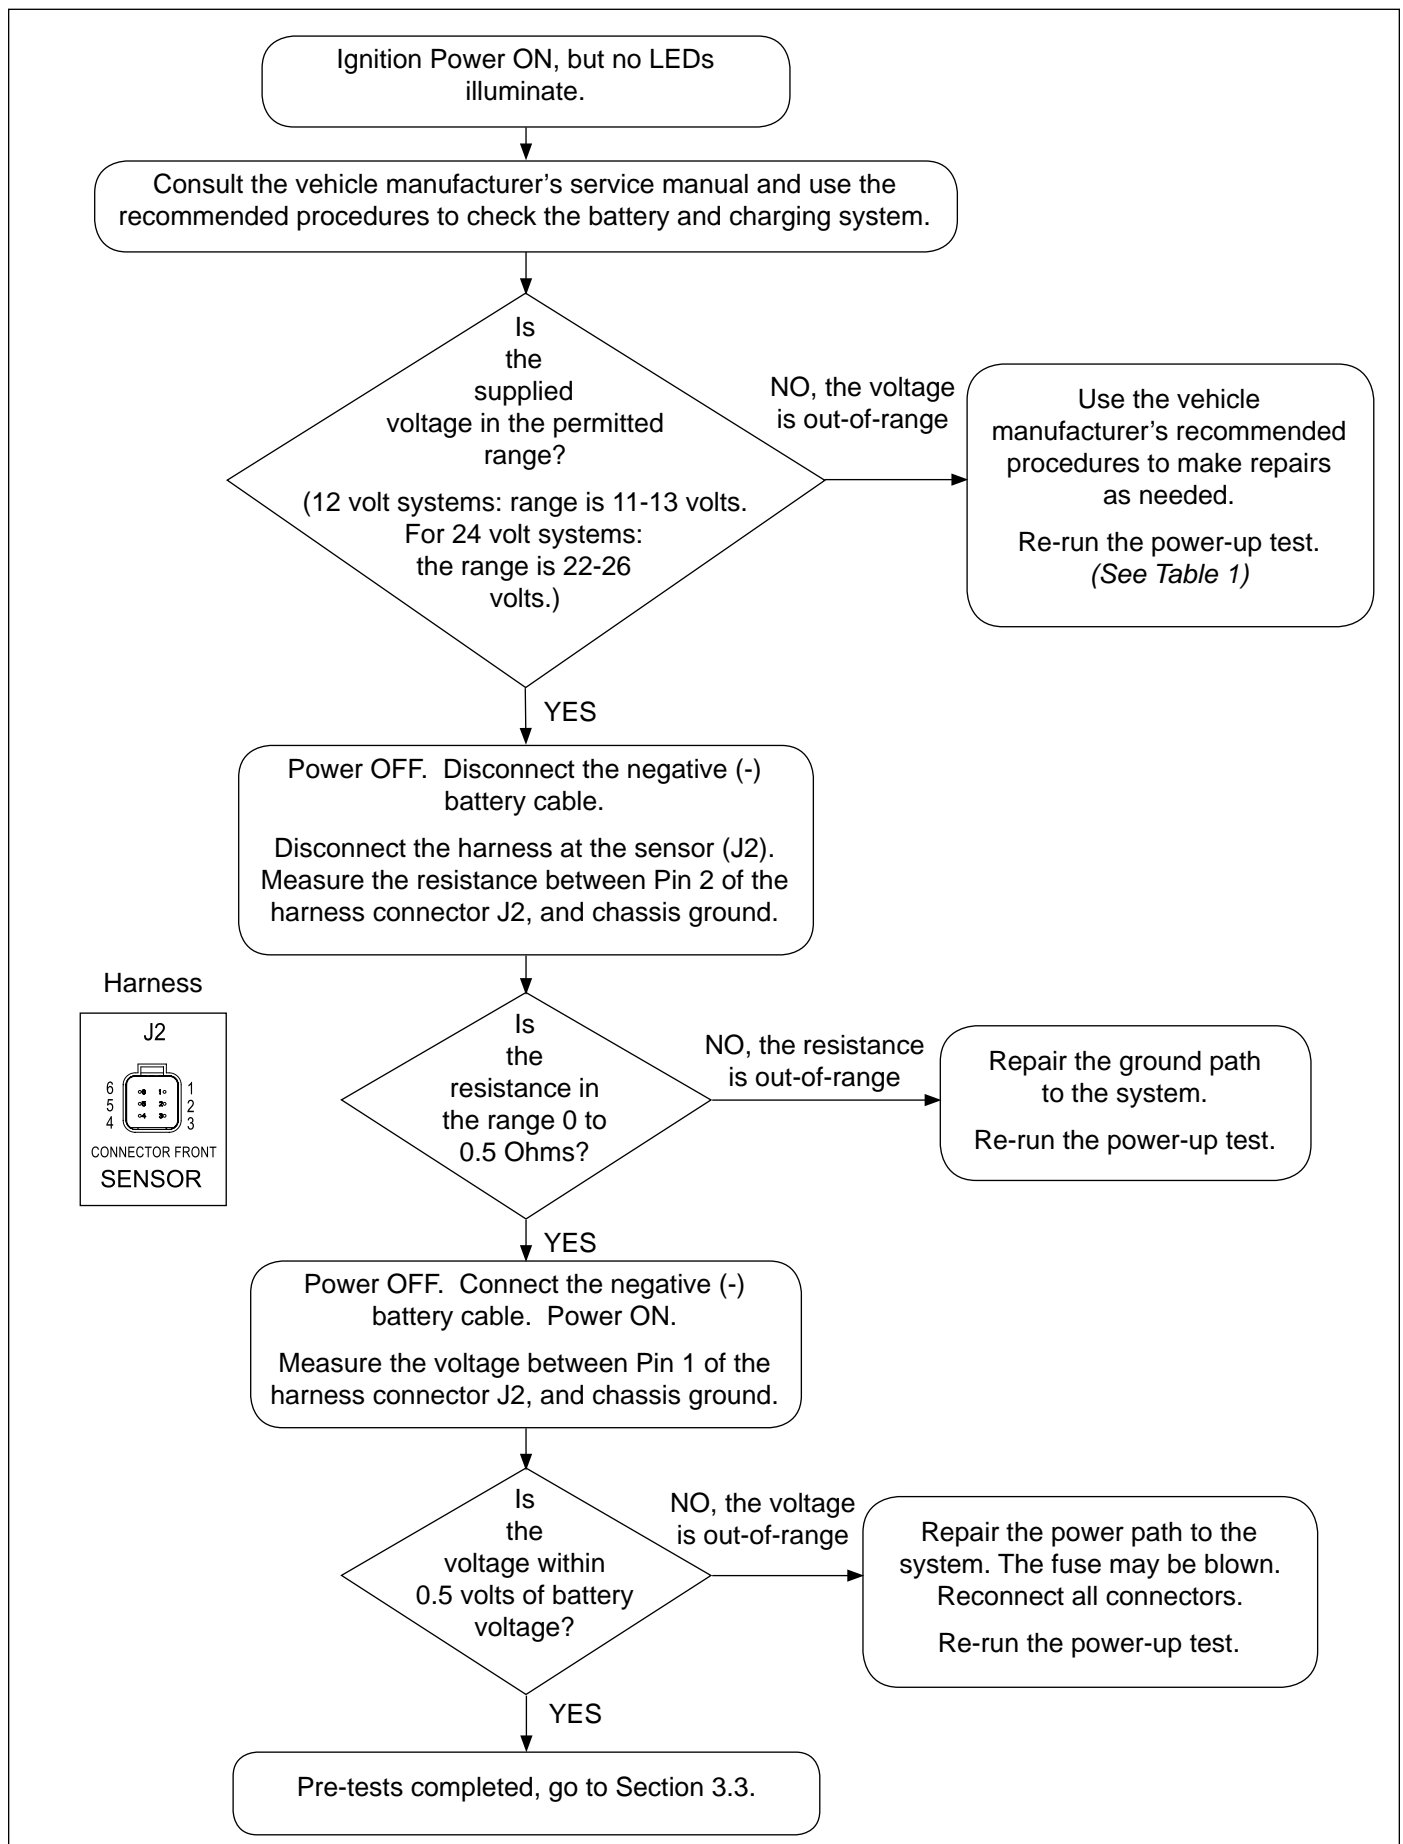 Ignition Power ON, but no LEDs
illuminate.
Consult the vehicle manufacturer’s service manual and use the
recommended procedures to check the battery and charging system.
Is
the
supplied
voltage in the permitted
range?
(12 volt systems: range is 11-13 volts.
For 24 volt systems:
the range is 22-26
volts.)
NO, the voltage
is out-of-range
Use the vehicle
manufacturer’s recommended
procedures to make repairs
as needed.
Re-run the power-up test.
(See Table 1)
YES
Power OFF.  Disconnect the negative (-)
battery cable.
Disconnect the harness at the sensor (J2).
Measure the resistance between Pin 2 of the
harness connector J2, and chassis ground.
Harness
J2
6 6 1 1
5 5 2 2
4 4 3 3
CONNECTOR FRONT
SENSOR
Is
the
resistance in
the range 0 to
0.5 Ohms?
NO, the resistance
is out-of-range
Repair the ground path
to the system.
Re-run the power-up test.
YES
Power OFF.  Connect the negative (-)
battery cable.  Power ON.
Measure the voltage between Pin 1 of the
harness connector J2, and chassis ground.
Is
the
voltage within
0.5 volts of battery
voltage?
NO, the voltage
is out-of-range
Repair the power path to the
system. The fuse may be blown.
Reconnect all connectors.
Re-run the power-up test.
YES
Pre-tests completed, go to Section 3.3.